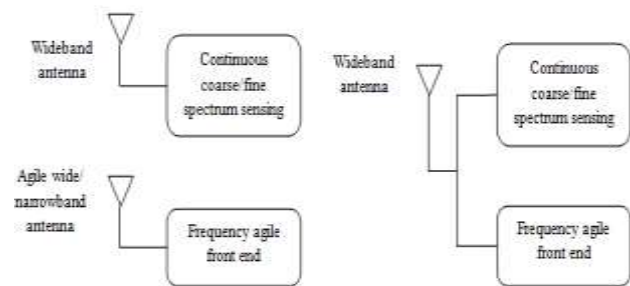 Wideband
antenna
Continuous
coarse/fine
spectrum sensing
Agile wide/
narrowband
antenna
Frequency agile
front end
Wideband
antenna
Continuous
coarse/fine
spectrum sensing
Frequency agile
front end